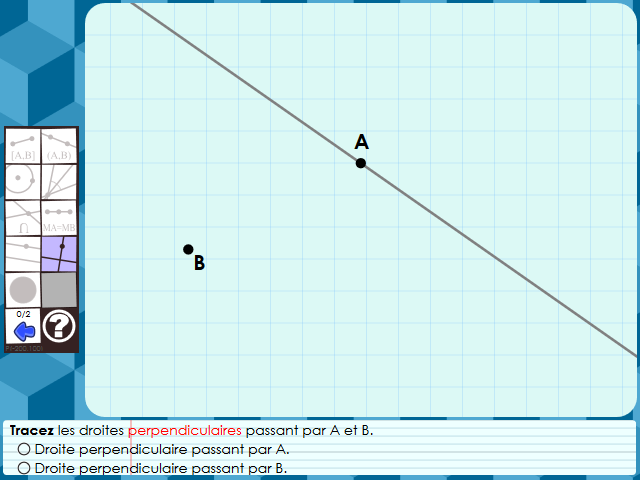 A
B
[A,B] (A,B)
∩ MA=MB
0/2
?
Tracez les droites perpendiculaires passant par A et B.
Droite perpendiculaire passant par A.
Droite perpendiculaire passant par B.